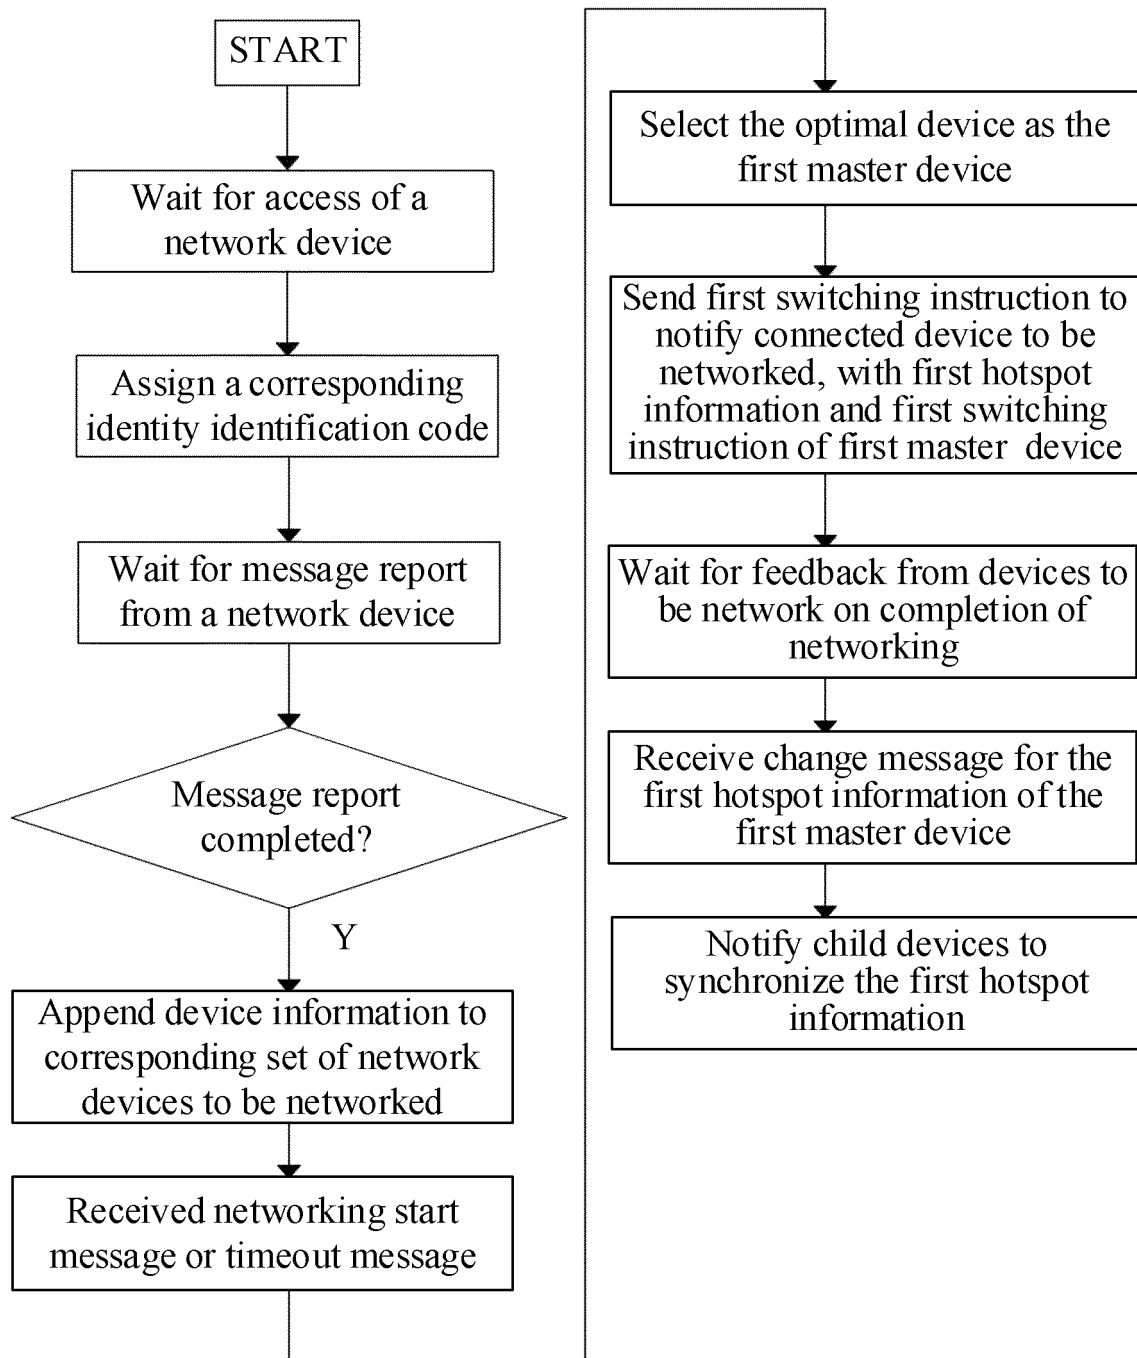 START
Wait for access of a
network device
Assign a corresponding
identity identification code
Wait for message report
from a network device
Message report
completed?
Y
Append device information to
corresponding set of network
devices to be networked
Received networking start
message or timeout message
Select the optimal device as the
first master device
Send first switching instruction to
notify connected device to be
networked, with first hotspot
information and first switching
instruction of first master device
Wait for feedback from devices to
be network on completion of
networking
Receive change message for the
first hotspot information of the
first master device
Notify child devices to
synchronize the first hotspot
information